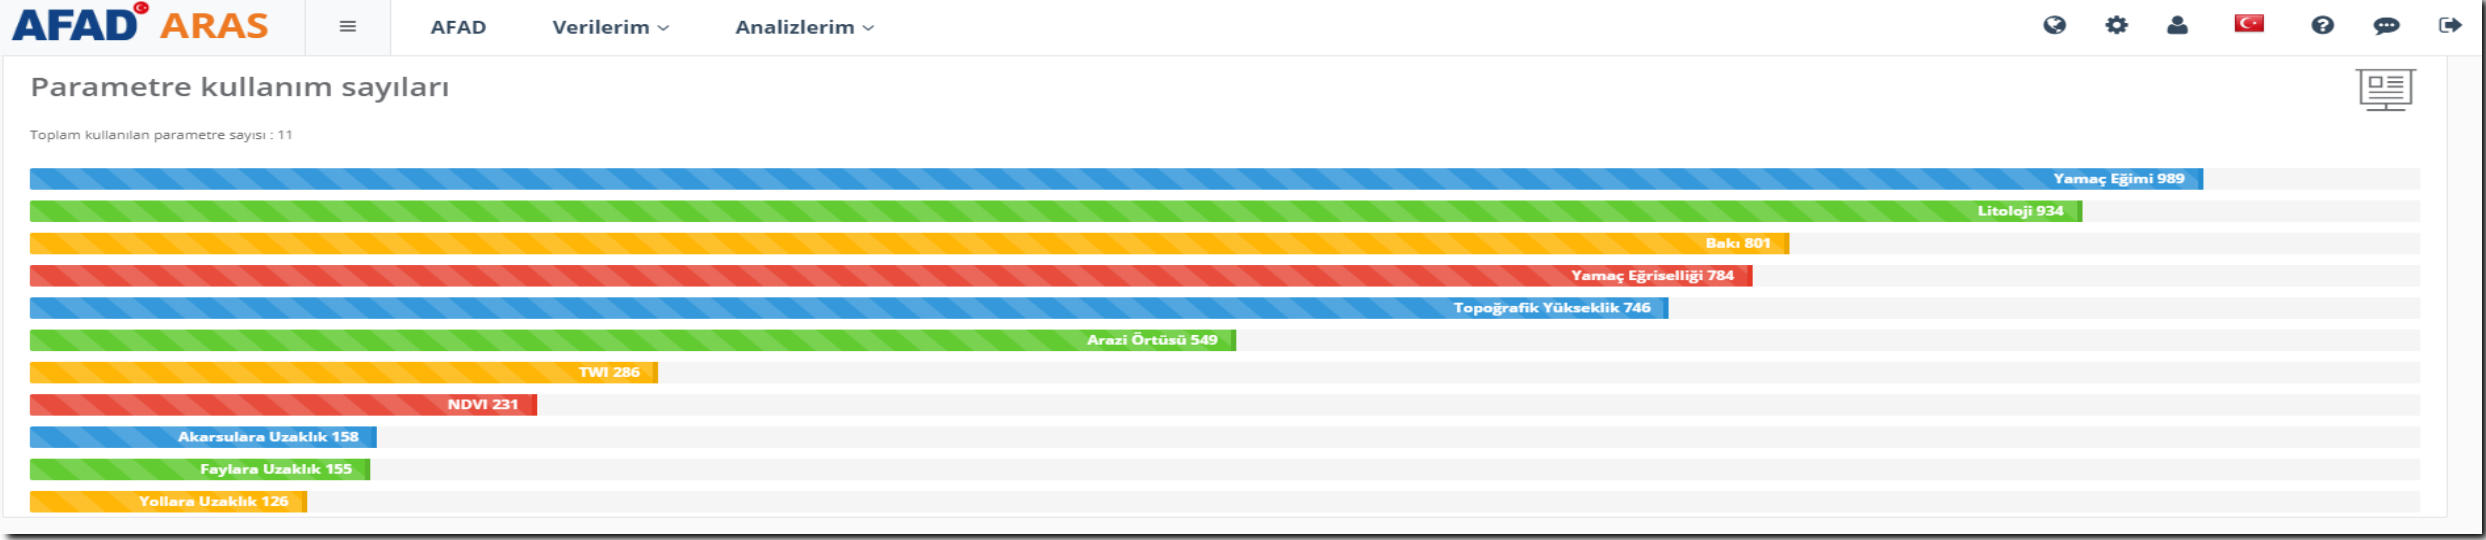 AFAD ARAS AFAD Verilerim Analizlerim
Parametre kullanım sayıları
Toplam kullanılan parametre sayısı : 11
Yamaç Eğimi 989
Litoloji 934
Bakı 801
Yamaç Eğriselliği 784
Topoğrafik Yükseklik 746
Arazi Örtüsü 549
TWI 286
NDVI 231
Akarsulara Uzaklık 158
Faylara Uzaklık 155
Yollara Uzaklık 126